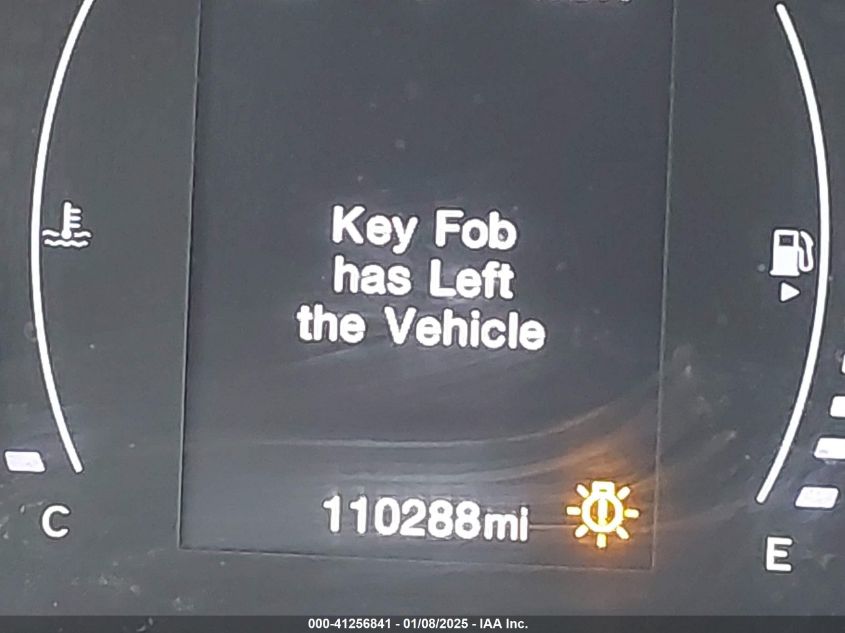 Key Fob
has Left
the Vehicle
110288mi
C
E
000-41256841 - 01/08/2025 - IAA Inc.